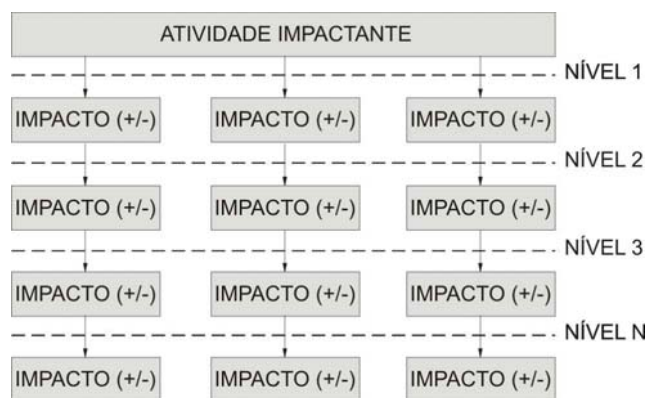 ATIVIDADE IMPACTANTE
NÍVEL 1
IMPACTO (+/-) IMPACTO (+/-) IMPACTO (+/-)
NÍVEL 2
IMPACTO (+/-) IMPACTO (+/-) IMPACTO (+/-)
NÍVEL 3
IMPACTO (+/-) IMPACTO (+/-) IMPACTO (+/-)
NÍVEL N
IMPACTO (+/-) IMPACTO (+/-) IMPACTO (+/-)